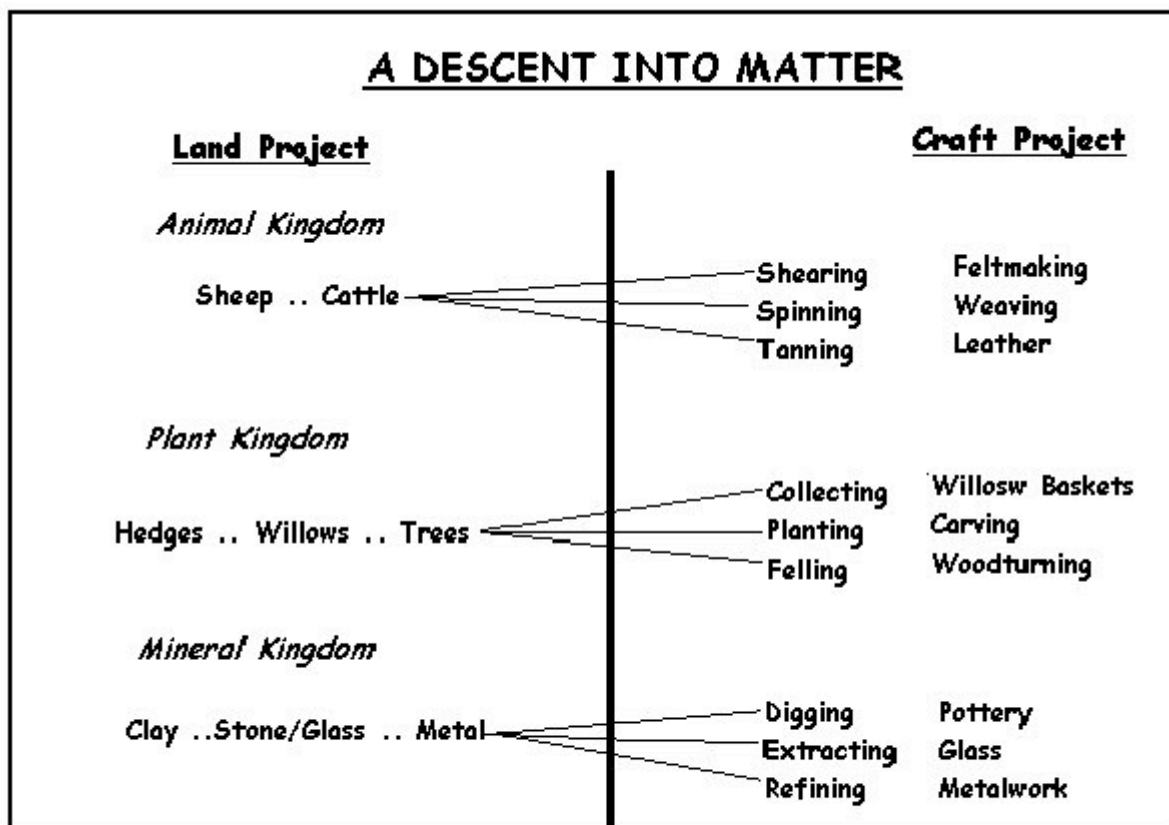 A DESCENT INTO MATTER
Land Project Craft Project
Animal Kingdom
Shearing Feltmaking
Sheep .. Cattle Spinning Weaving
Tanning Leather
Plant Kingdom
Collecting Willosw Baskets
Hedges .. Willows .. Trees Planting Carving
Felling Woodturning
Mineral Kingdom
Digging Pottery
Clay ..Stone/Glass .. Metal Extracting Glass
Refining Metalwork